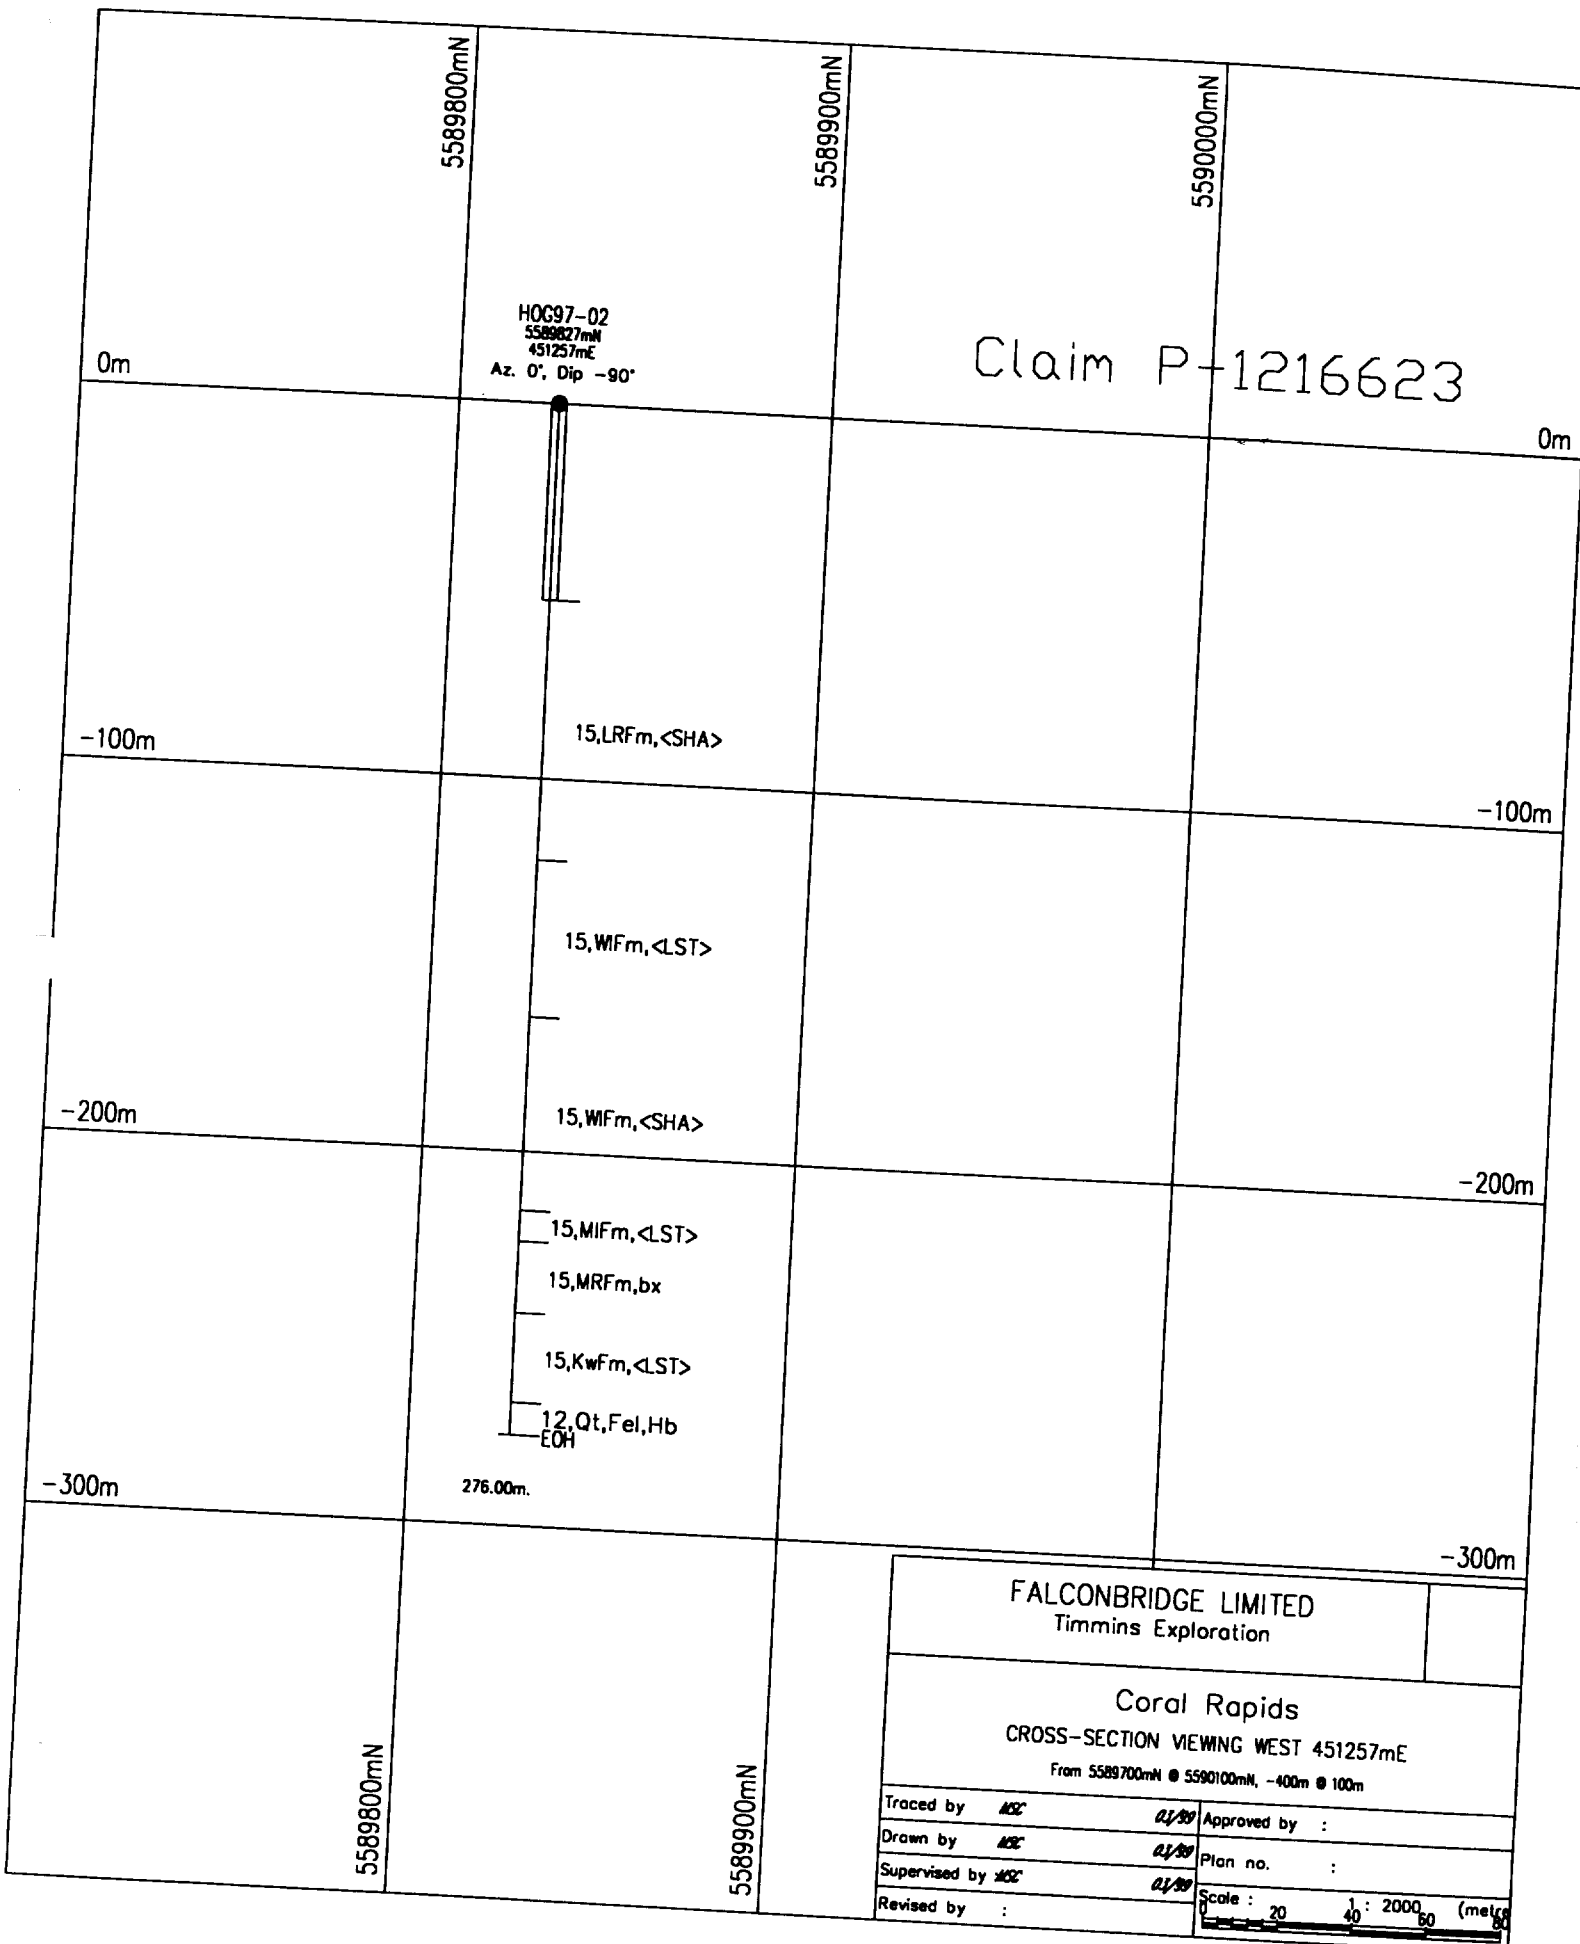 5589800mN
5589900mN
5590000mN
HOG97-02
5589827mN
451257mE
Az. 0°, Dip -90°
Claim P-1216623
0m
0m
15,LRFm,<SHA>
-100m
-100m
15,WIFm,<LST>
15,WIFm,<SHA>
-200m
-200m
15,MIFm,<LST>
15,MRFm,bx
15,KwFm,<LST>
12,Qt,Fel,Hb
EOH
276.00m.
-300m
-300m
5589800mN
5589900mN
FALCONBRIDGE LIMITED
Timmins Exploration
Coral Rapids
CROSS-SECTION VIEWING WEST 451257mE
From 5589700mN @ 5590100mN, -400m @ 100m
Traced by MSC
Approved by :
Drawn by MSC
Plan no. :
Supervised by :MSC
Revised by :
Scale : 1 : 2000 (metre
0 20 40 60 80